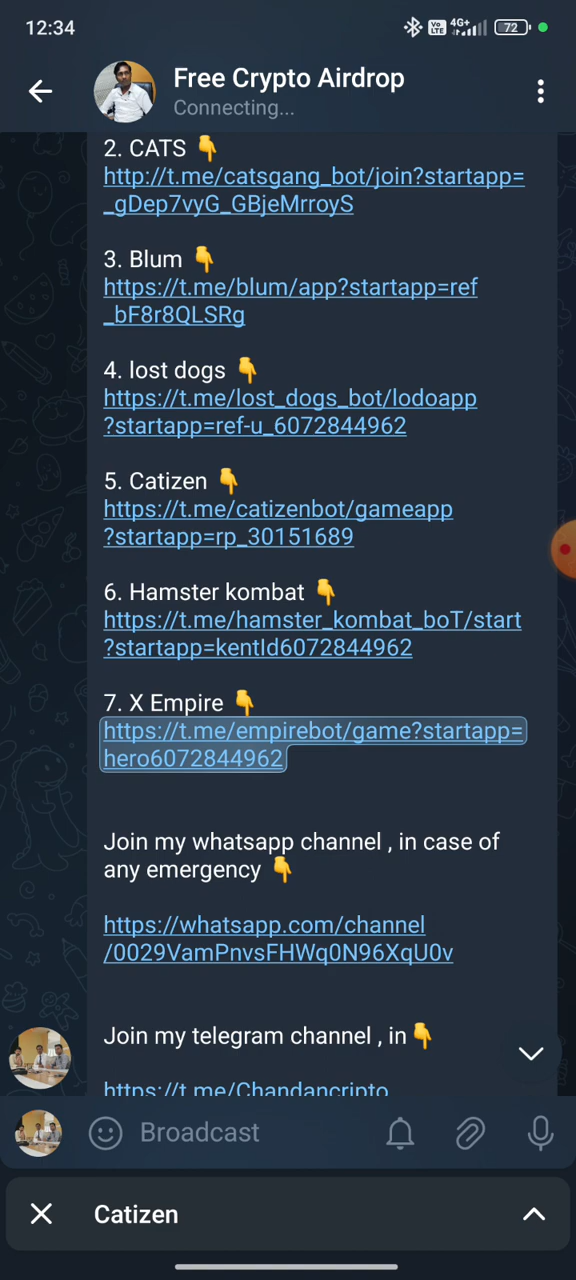 12:34
Vo LTE 4G+ 72
Free Crypto Airdrop
Connecting...
2. CATS 👇
http://t.me/catsgang_bot/join?startapp=
_gDep7vyG_GBjeMrroyS
3. Blum 👇
https://t.me/blum/app?startapp=ref
_bF8r8QLSRg
4. lost dogs 👇
https://t.me/lost_dogs_bot/lodoapp
?startapp=ref-u_6072844962
5. Catizen 👇
https://t.me/catizenbot/gameapp
?startapp=rp_30151689
6. Hamster kombat 👇
https://t.me/hamster_kombat_boT/start
?startapp=kentId6072844962
7. X Empire 👇
https://t.me/empirebot/game?startapp=
hero6072844962
Join my whatsapp channel , in case of
any emergency 👇
https://whatsapp.com/channel
/0029VamPnvsFHWq0N96XqU0v
Join my telegram channel , in👇
https://t.me/Chandancripto
Broadcast
Catizen